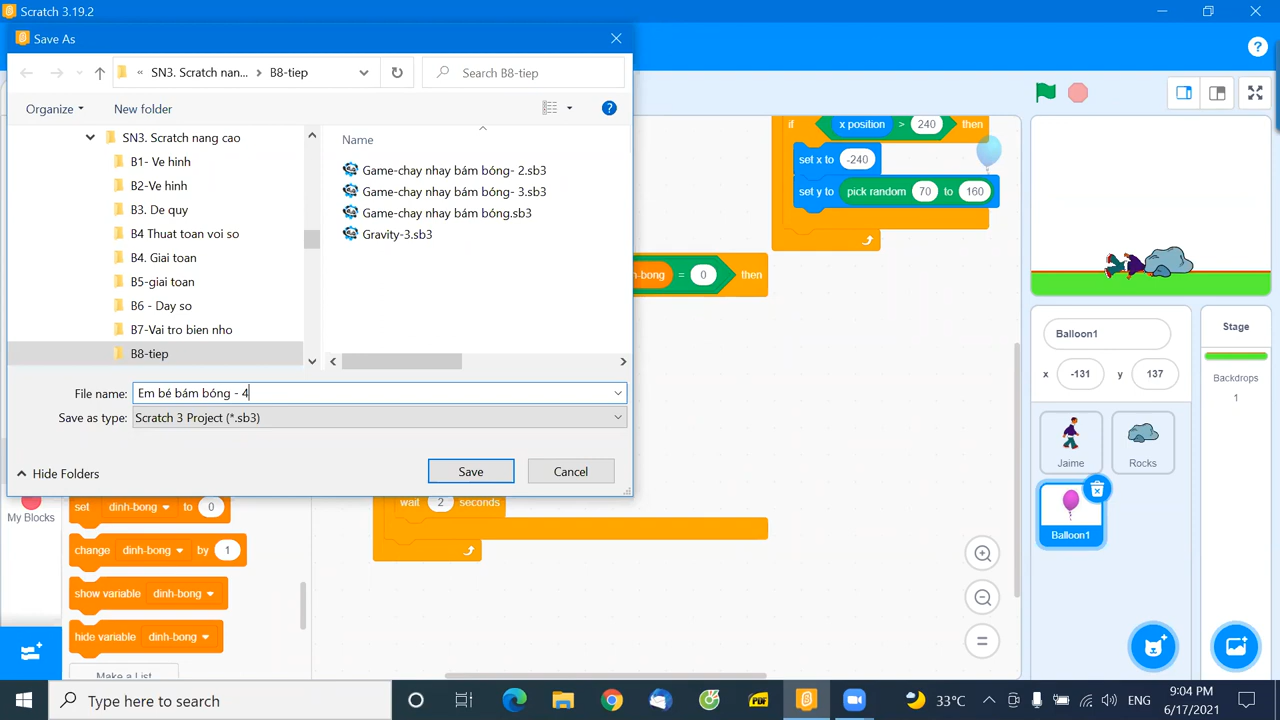 Scratch 3.19.2
Save As
« SN3. Scratch nan... > B8-tiep
Search B8-tiep
Organize
New folder
SN3. Scratch nang cao
B1- Ve hinh
B2-Ve hinh
B3. De quy
B4 Thuat toan voi so
B4. Giai toan
B5-giai toan
B6 - Day so
B7-Vai tro bien nho
B8-tiep
Name
Game-chay nhay bám bóng- 2.sb3
Game-chay nhay bám bóng- 3.sb3
Game-chay nhay bám bóng.sb3
Gravity-3.sb3
File name: Em bé bám bóng - 4
Save as type: Scratch 3 Project (*.sb3)
Hide Folders
Save
Cancel
if x position > 240 then
set x to -240
set y to pick random 70 to 160
h-bong = 0 then
wait 2 seconds
My Blocks
set dinh-bong to 0
change dinh-bong by 1
show variable dinh-bong
hide variable dinh-bong
Make a List
Balloon1
x -131 y 137
Jaime
Rocks
Balloon1
Stage
Backdrops
1
Type here to search
PDF
33°C
ENG
9:04 PM
6/17/2021